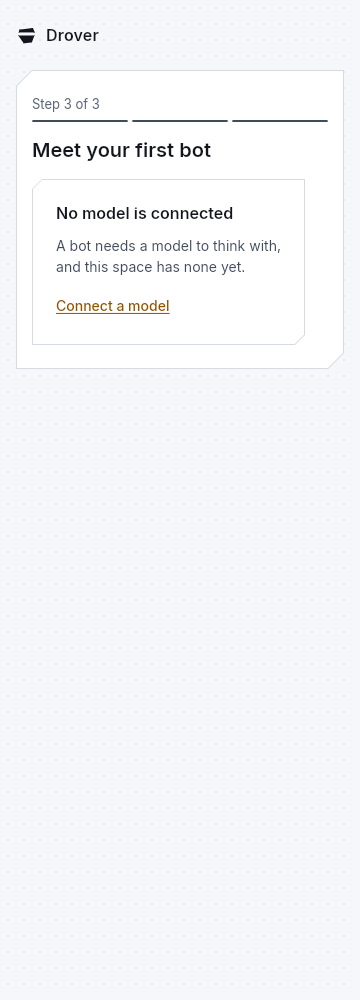 Drover
Step 3 of 3
Meet your first bot
No model is connected
A bot needs a model to think with,
and this space has none yet.
Connect a model